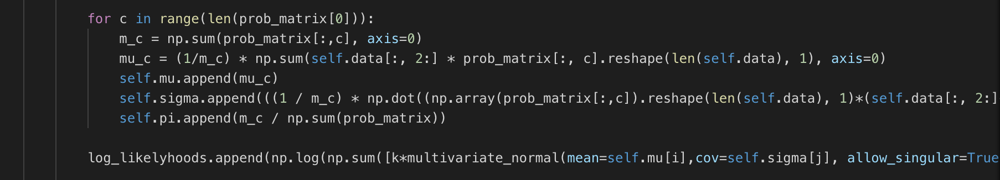 for c in range(len(prob_matrix[0])):
m_c = np.sum(prob_matrix[:,c], axis=0)
mu_c = (1/m_c) * np.sum(self.data[:, 2:] * prob_matrix[:, c].reshape(len(self.data), 1), axis=0)
self.mu.append(mu_c)
self.sigma.append(((1 / m_c) * np.dot((np.array(prob_matrix[:,c]).reshape(len(self.data), 1)*(self.data[:, 2:]
self.pi.append(m_c / np.sum(prob_matrix))
log_likelyhoods.append(np.log(np.sum([k*multivariate_normal(mean=self.mu[i],cov=self.sigma[j], allow_singular=True